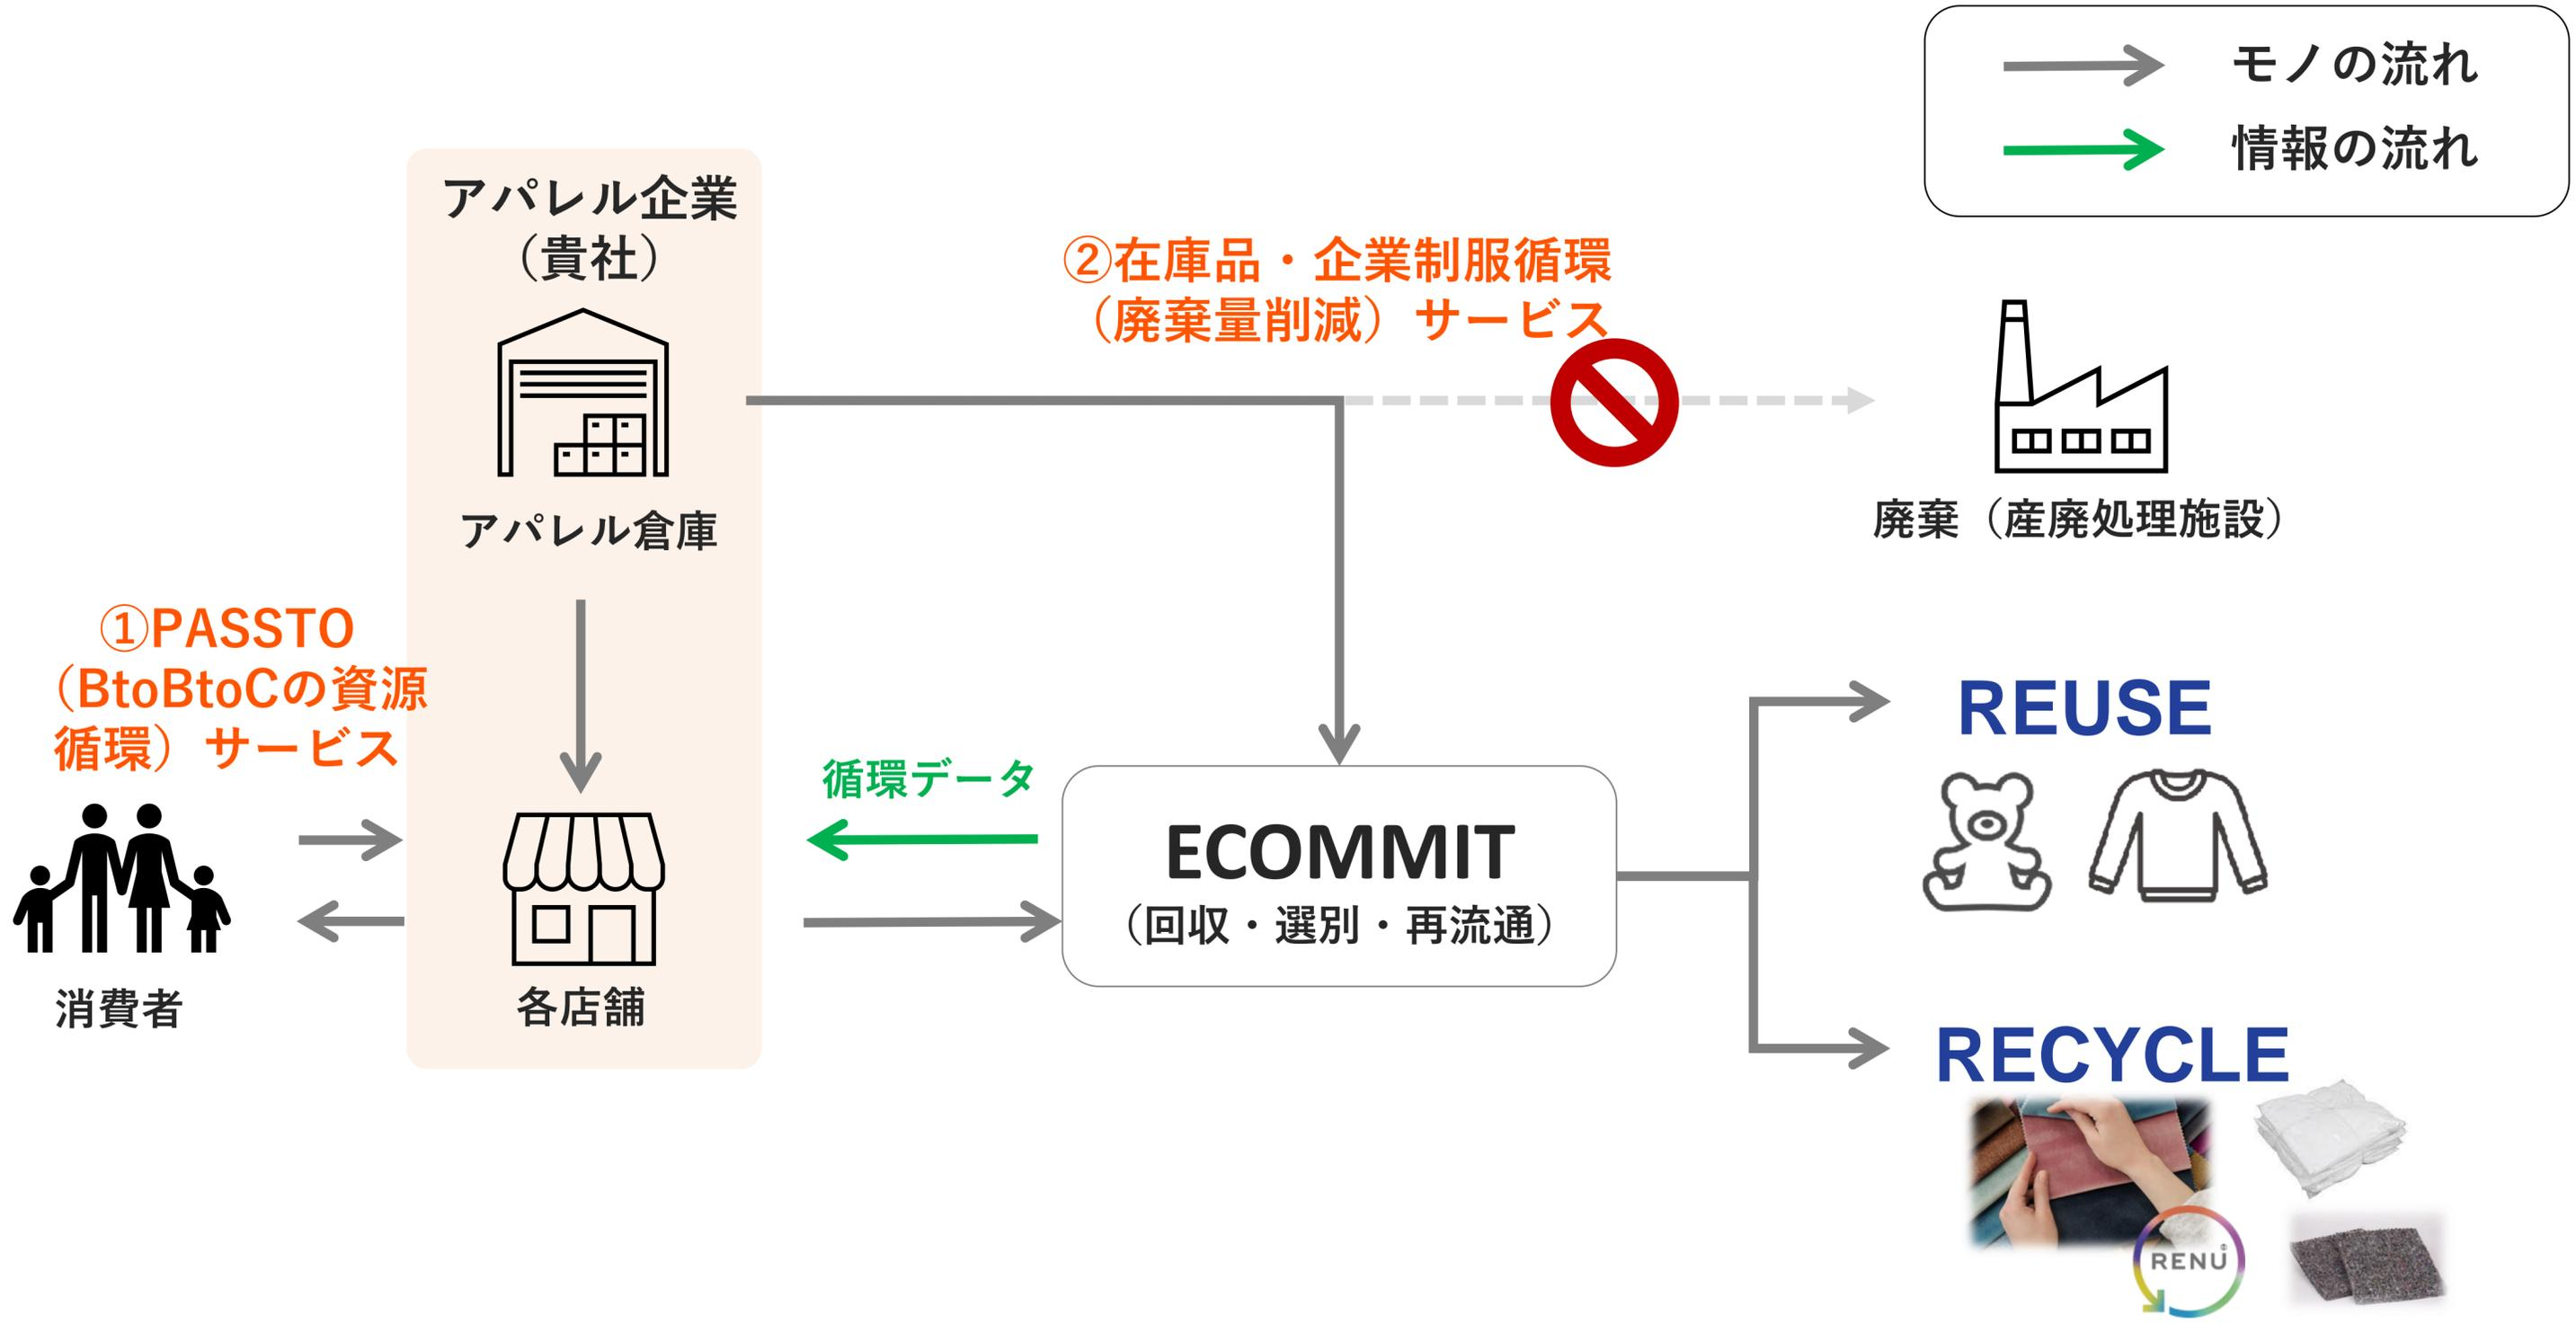 モノの流れ
情報の流れ
アパレル企業
（貴社）
アパレル倉庫
②在庫品・企業制服循環
（廃棄量削減）サービス
廃棄（産廃処理施設）
①PASSTO
（BtoBtoCの資源
循環）サービス
消費者
各店舗
循環データ
ECOMMIT
（回収・選別・再流通）
REUSE
RECYCLE
RENU®